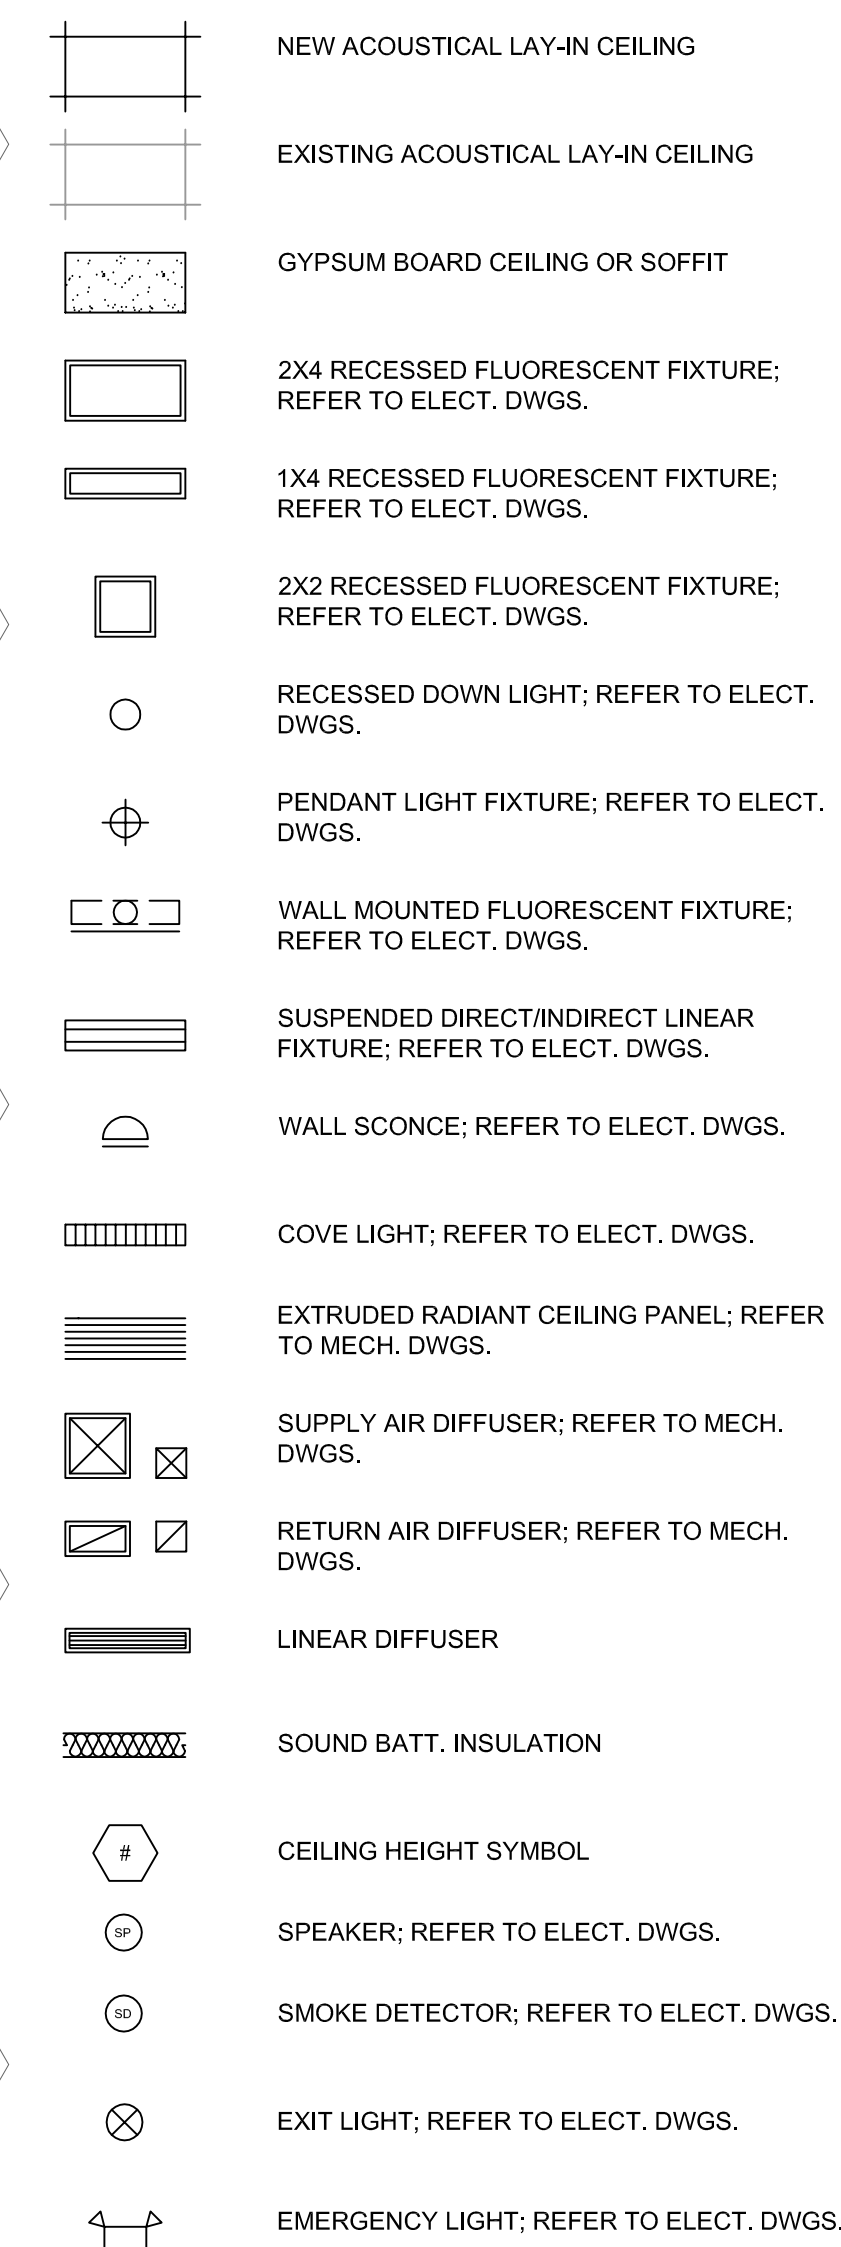 NEW ACOUSTICAL LAY-IN CEILING
EXISTING ACOUSTICAL LAY-IN CEILING
GYPSUM BOARD CEILING OR SOFFIT
2X4 RECESSED FLUORESCENT FIXTURE;
REFER TO ELECT. DWGS.
1X4 RECESSED FLUORESCENT FIXTURE;
REFER TO ELECT. DWGS.
2X2 RECESSED FLUORESCENT FIXTURE;
REFER TO ELECT. DWGS.
RECESSED DOWN LIGHT; REFER TO ELECT.
DWGS.
PENDANT LIGHT FIXTURE; REFER TO ELECT.
DWGS.
WALL MOUNTED FLUORESCENT FIXTURE;
REFER TO ELECT. DWGS.
SUSPENDED DIRECT/INDIRECT LINEAR
FIXTURE; REFER TO ELECT. DWGS.
WALL SCONCE; REFER TO ELECT. DWGS.
COVE LIGHT; REFER TO ELECT. DWGS.
EXTRUDED RADIANT CEILING PANEL; REFER
TO MECH. DWGS.
SUPPLY AIR DIFFUSER; REFER TO MECH.
DWGS.
RETURN AIR DIFFUSER; REFER TO MECH.
DWGS.
LINEAR DIFFUSER
SOUND BATT. INSULATION
# CEILING HEIGHT SYMBOL
SP SPEAKER; REFER TO ELECT. DWGS.
SD SMOKE DETECTOR; REFER TO ELECT. DWGS.
EXIT LIGHT; REFER TO ELECT. DWGS.
EMERGENCY LIGHT; REFER TO ELECT. DWGS.